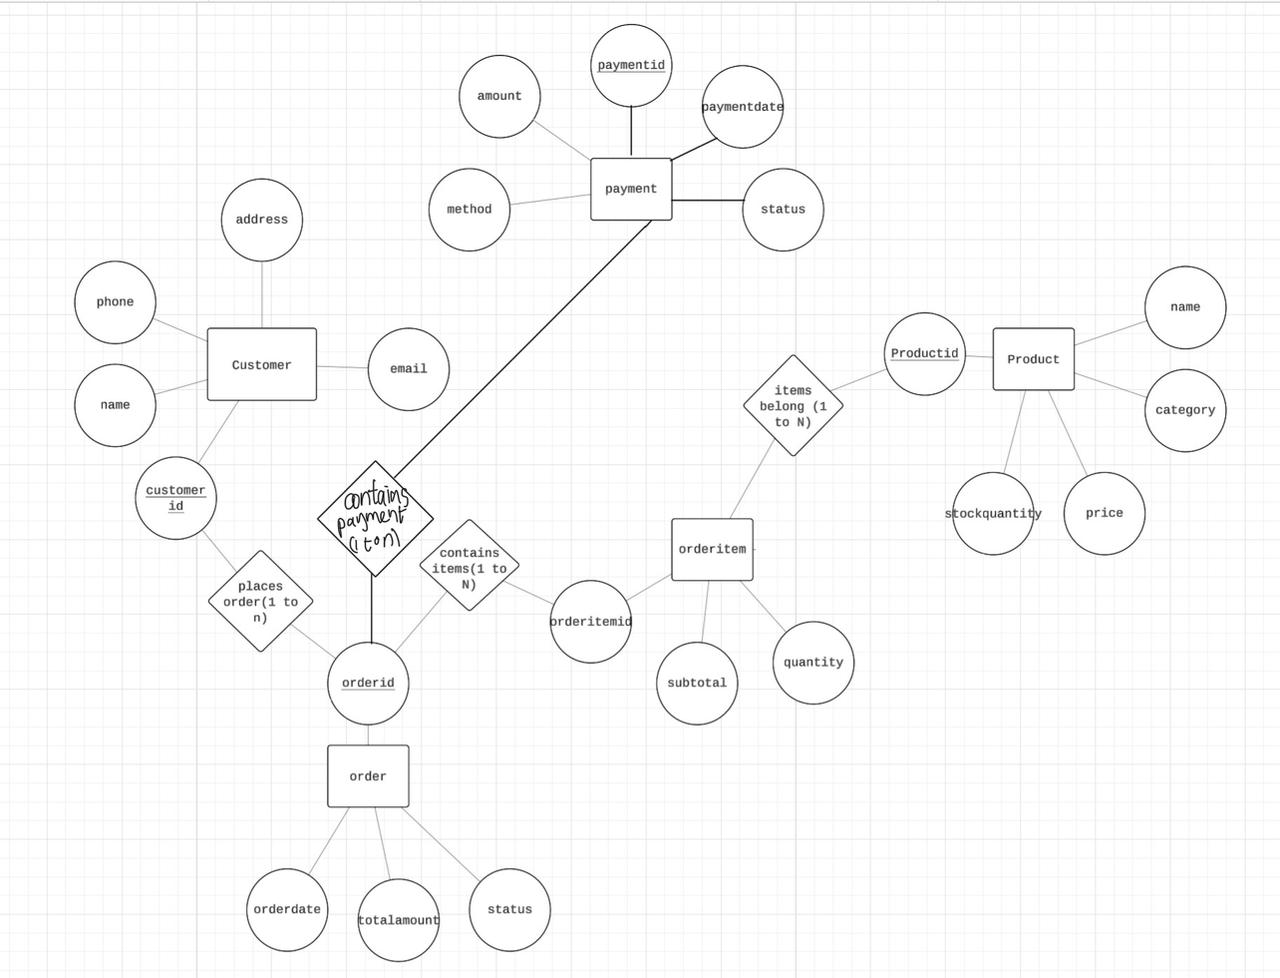 paymentid
amount
paymentdate
payment
method
status
address
phone
Customer
email
name
customer
id
name
Productid
Product
category
items
belong (1
to N)
stockquantity
price
contains
payment
(1 to n)
contains
items(1 to
N)
orderitem
places
order(1 to
n)
orderitemid
orderid
subtotal
quantity
order
orderdate
totalamount
status